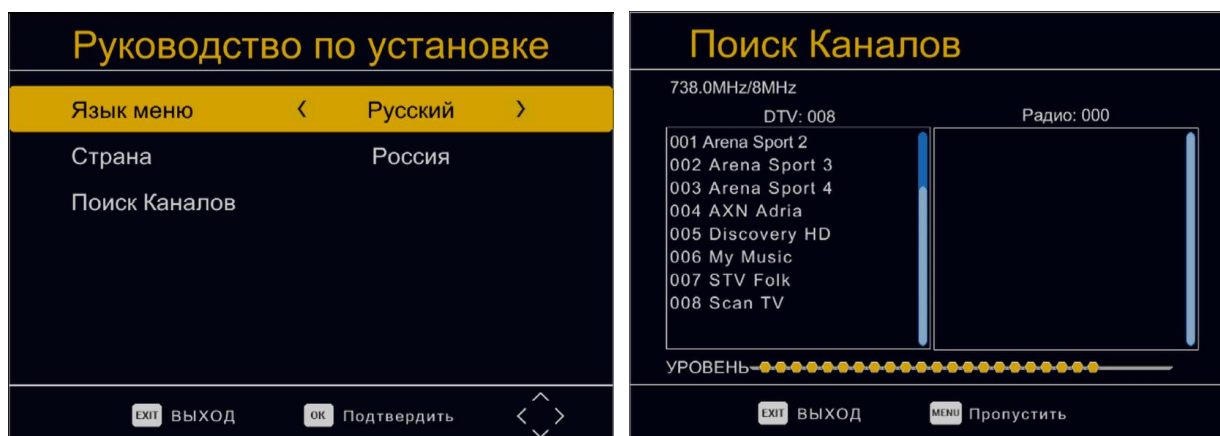 Руководство по установке
Язык меню < Русский >
Страна Россия
Поиск Каналов
EXIT ВЫХОД OK Подтвердить
Поиск Каналов
738.0MHz/8MHz
DTV: 008 Радио: 000
001 Arena Sport 2
002 Arena Sport 3
003 Arena Sport 4
004 AXN Adria
005 Discovery HD
006 My Music
007 STV Folk
008 Scan TV
УРОВЕНЬ
EXIT ВЫХОД MENU Пропустить